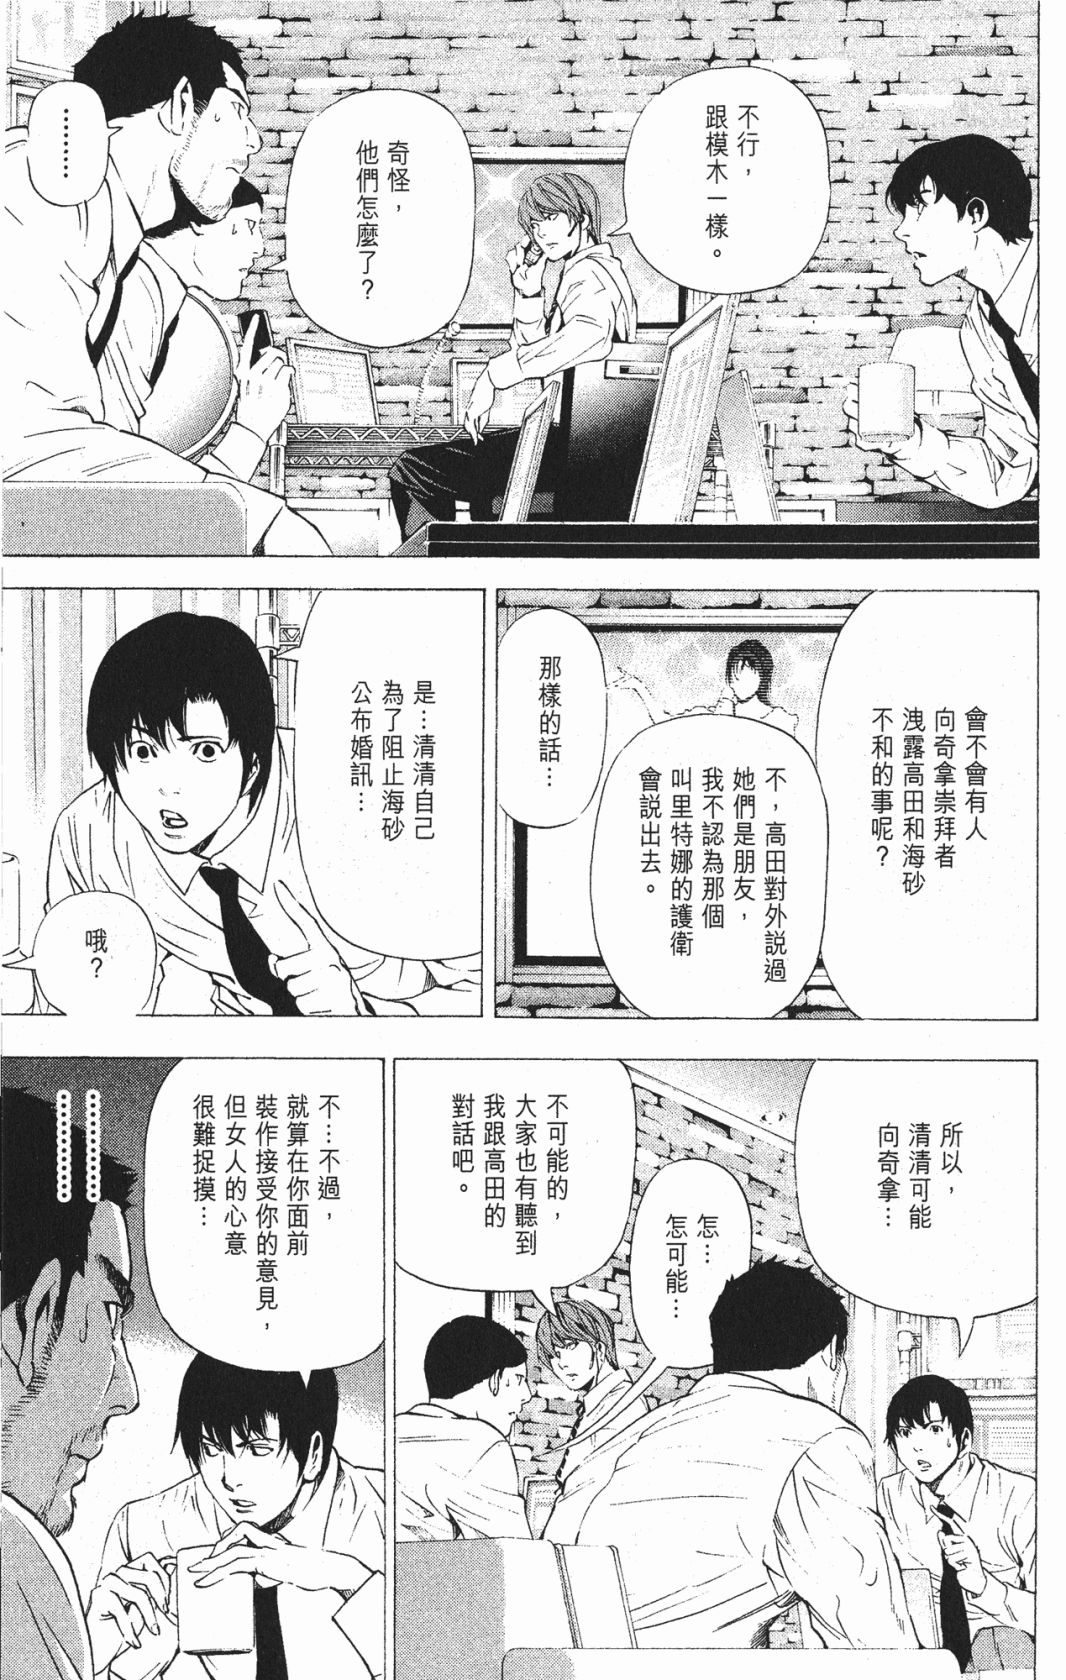 不行，
跟模木一樣。
奇怪，
他們怎麼了？
………
會不會有人
向奇拿崇拜者
洩露高田和海砂
不和的事呢？
不，高田對外說過
她們是朋友，
我不認為那個
叫里特娜的護衛
會說出去。
那樣的話…
是…清清自己
為了阻止海砂
公布婚訊…
哦？
所以，
清清可能
向奇拿…
怎…
怎可能…
不可能的，
大家也有聽到
我跟高田的
對話吧。
不…不過，
就算在你面前
裝作接受你的意見，
但女人的心意
很難捉摸…
…………
…………